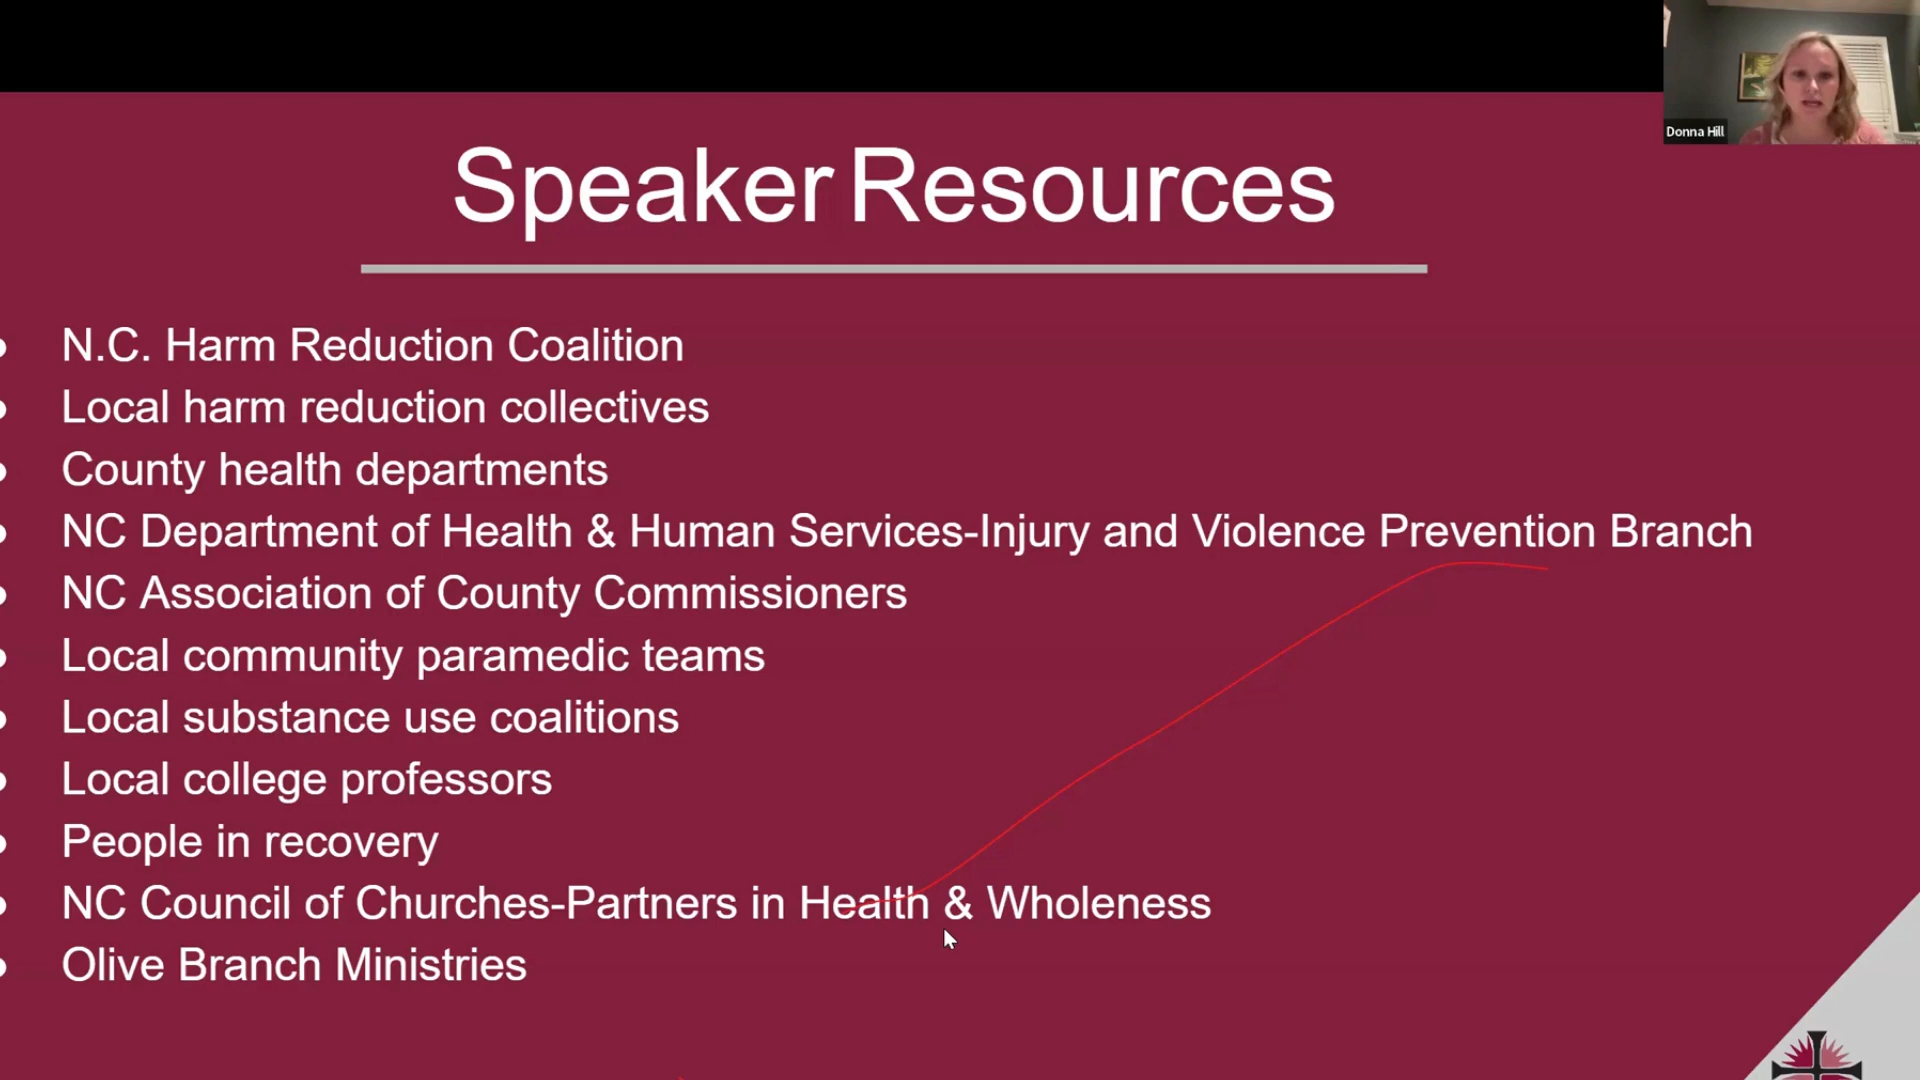 Donna Hill
Speaker Resources
N.C. Harm Reduction Coalition
Local harm reduction collectives
County health departments
NC Department of Health & Human Services-Injury and Violence Prevention Branch
NC Association of County Commissioners
Local community paramedic teams
Local substance use coalitions
Local college professors
People in recovery
NC Council of Churches-Partners in Health & Wholeness
Olive Branch Ministries